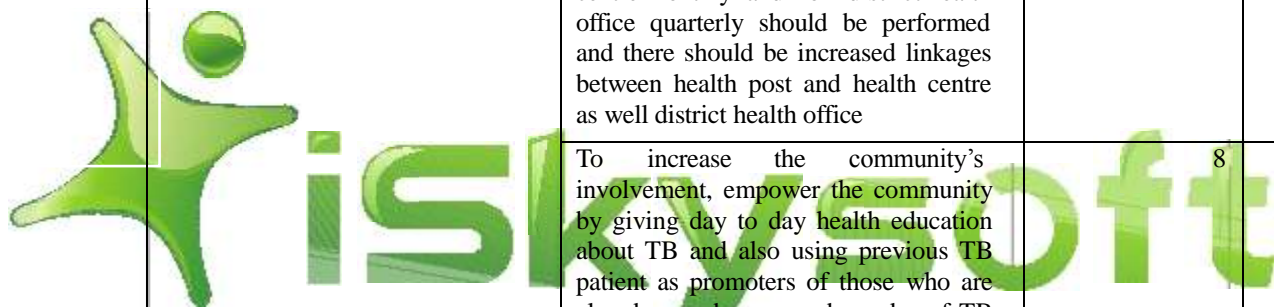 office quarterly should be performed
and there should be increased linkages
between health post and health centre
as well district health office
To increase the community's
involvement, empower the community
by giving day to day health education
about TB and also using previous TB
patient as promoters of those who are
8
iskysoft